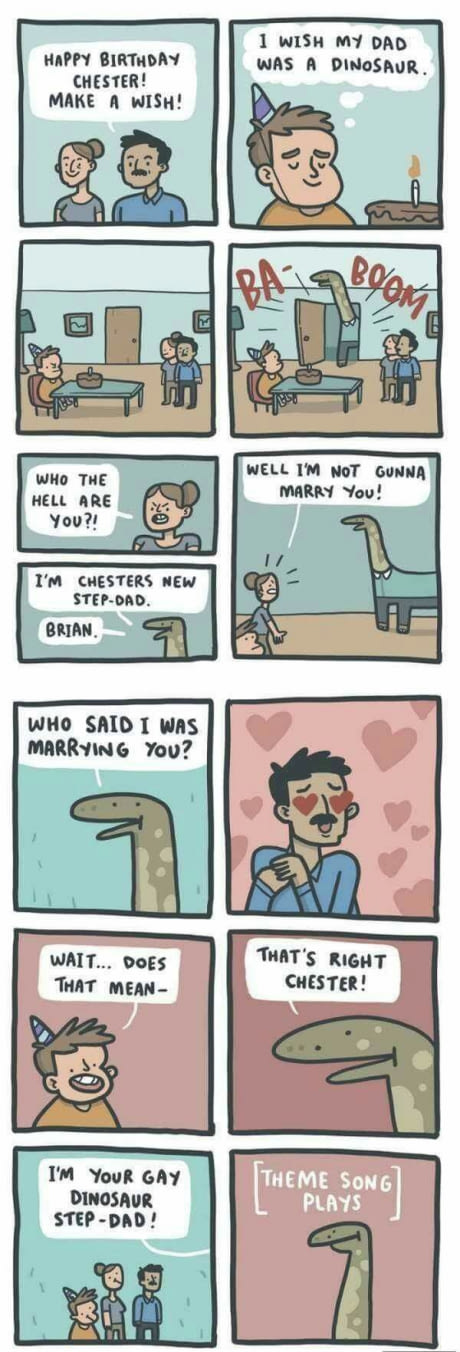 HAPPY BIRTHDAY
CHESTER!
MAKE A WISH!
I WISH MY DAD
WAS A DINOSAUR.
BA-
BOOM
WHO THE
HELL ARE
YOU?!
I'M CHESTERS NEW
STEP-DAD.
BRIAN.
WELL I'M NOT GUNNA
MARRY YOU!
WHO SAID I WAS
MARRYING YOU?
WAIT... DOES
THAT MEAN-
THAT'S RIGHT
CHESTER!
I'M YOUR GAY
DINOSAUR
STEP-DAD!
[THEME SONG
PLAYS]